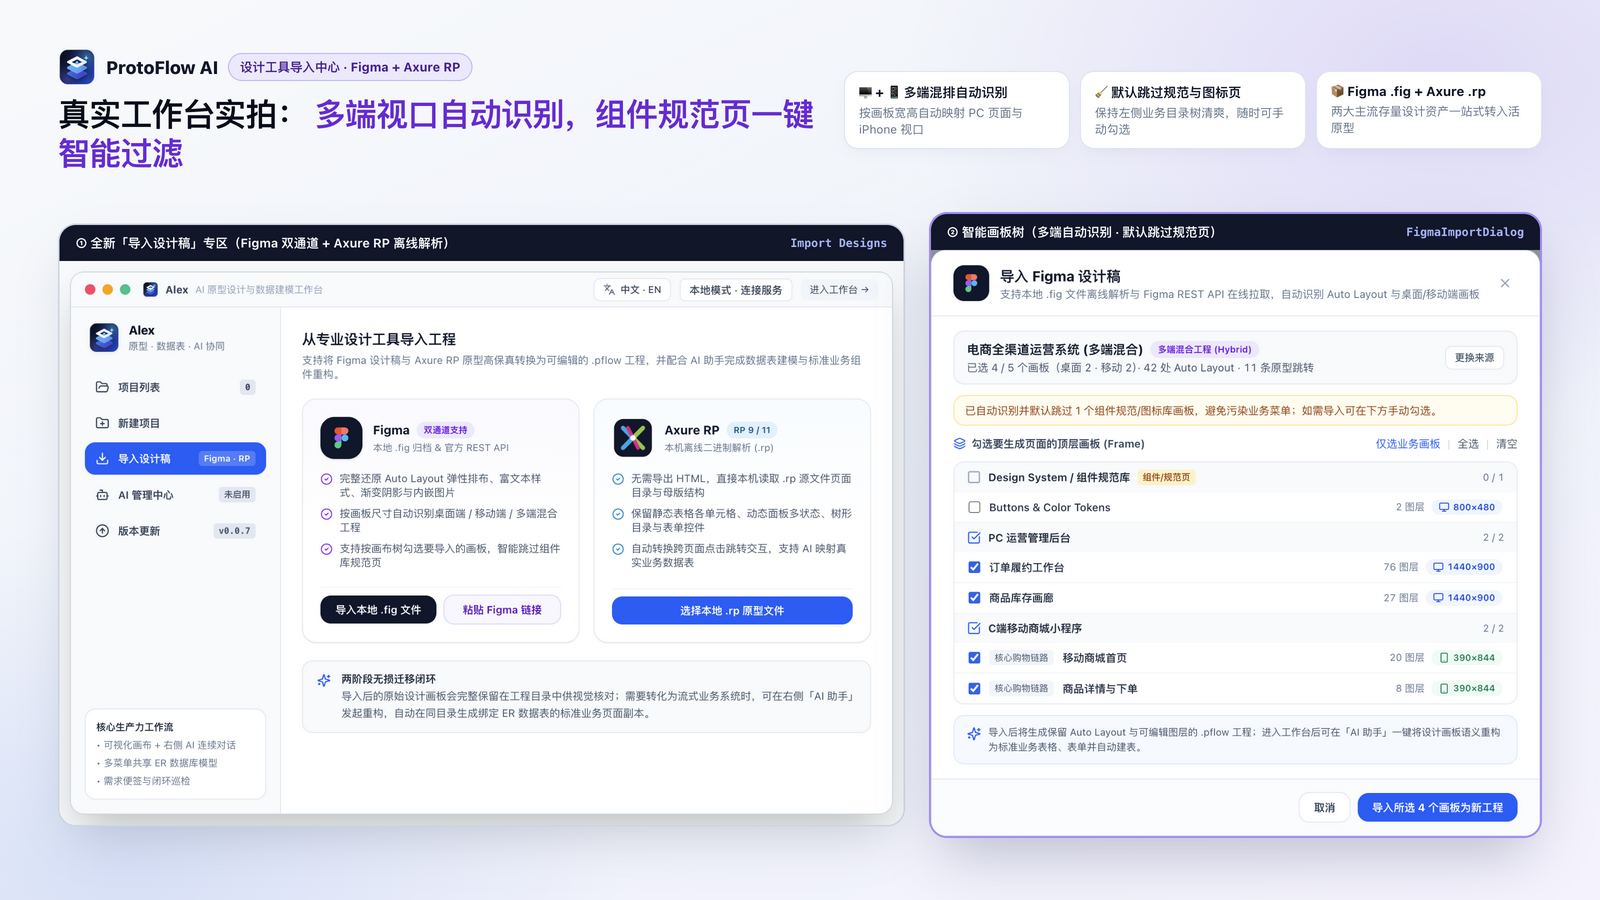 ProtoFlow AI
设计工具导入中心 · Figma + Axure RP
真实工作台实拍： 多端视口自动识别，组件规范页一键
智能过滤
🖥️ + 📱 多端混排自动识别
按画板宽高自动映射 PC 页面与
iPhone 视口
🧹 默认跳过规范与图标页
保持左侧业务目录树清爽，随时可手
动勾选
📦 Figma .fig + Axure .rp
两大主流存量设计资产一站式转入活
原型
① 全新「导入设计稿」专区（Figma 双通道 + Axure RP 离线解析）
Import Designs
Alex AI 原型设计与数据建模工作台
中文 · EN
本地模式 · 连接服务
进入工作台 →
Alex
原型 · 数据表 · AI 协同
项目列表 0
新建项目
导入设计稿 Figma · RP
AI 管理中心 未启用
版本更新 v0.0.7
核心生产力工作流
• 可视化画布 + 右侧 AI 连续对话
• 多菜单共享 ER 数据库模型
• 需求便签与闭环巡检
从专业设计工具导入工程
支持将 Figma 设计稿与 Axure RP 原型高保真转换为可编辑的 .pflow 工程，并配合 AI 助手完成数据表建模与标准业务组
件重构。
Figma 双通道支持
本地 .fig 归档 & 官方 REST API
完整还原 Auto Layout 弹性排布、富文本样
式、渐变阴影与内嵌图片
按画板尺寸自动识别桌面端 / 移动端 / 多端混合
工程
支持按画布树勾选要导入的画板，智能跳过组件
库规范页
导入本地 .fig 文件
粘贴 Figma 链接
Axure RP RP 9 / 11
本机离线二进制解析 (.rp)
无需导出 HTML，直接本机读取 .rp 源文件页面
目录与母版结构
保留静态表格各单元格、动态面板多状态、树形
目录与表单控件
自动转换跨页面点击跳转交互，支持 AI 映射真
实业务数据表
选择本地 .rp 原型文件
两阶段无损迁移闭环
导入后的原始设计画板会完整保留在工程目录中供视觉核对；需要转化为流式业务系统时，可在右侧「AI 助手」
发起重构，自动在同目录生成绑定 ER 数据表的标准业务页面副本。
② 智能画板树（多端自动识别 · 默认跳过规范页）
FigmaImportDialog
导入 Figma 设计稿
支持本地 .fig 文件离线解析与 Figma REST API 在线拉取，自动识别 Auto Layout 与桌面/移动端画板
电商全渠道运营系统 (多端混合) 多端混合工程 (Hybrid)
已选 4 / 5 个画板（桌面 2 · 移动 2）· 42 处 Auto Layout · 11 条原型跳转
更换来源
已自动识别并默认跳过 1 个组件规范/图标库画板，避免污染业务菜单；如需导入可在下方手动勾选。
勾选要生成页面的顶层画板 (Frame)
仅选业务画板 | 全选 | 清空
Design System / 组件规范库 组件/规范页 0 / 1
Buttons & Color Tokens 2 图层 800×480
PC 运营管理后台 2 / 2
订单履约工作台 76 图层 1440×900
商品库存画廊 27 图层 1440×900
C端移动商城小程序 2 / 2
核心购物链路 移动商城首页 20 图层 390×844
核心购物链路 商品详情与下单 8 图层 390×844
导入后将生成保留 Auto Layout 与可编辑图层的 .pflow 工程；进入工作台后可在「AI 助手」一键将设计画板语义重构
为标准业务表格、表单并自动建表。
取消
导入所选 4 个画板为新工程